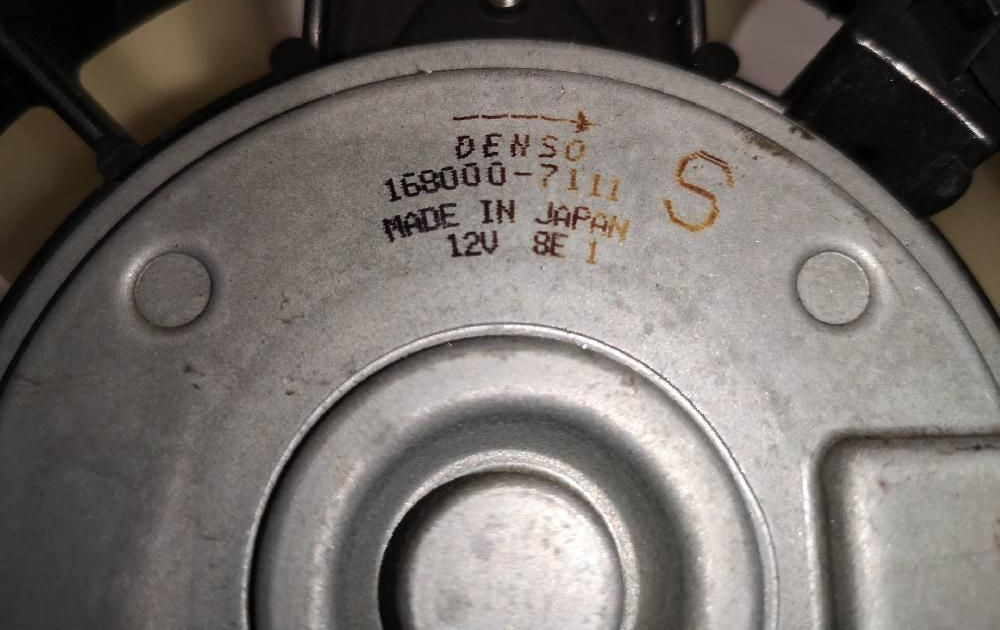 DENSO
168000-7111
S
MADE IN JAPAN
12V 8E 1